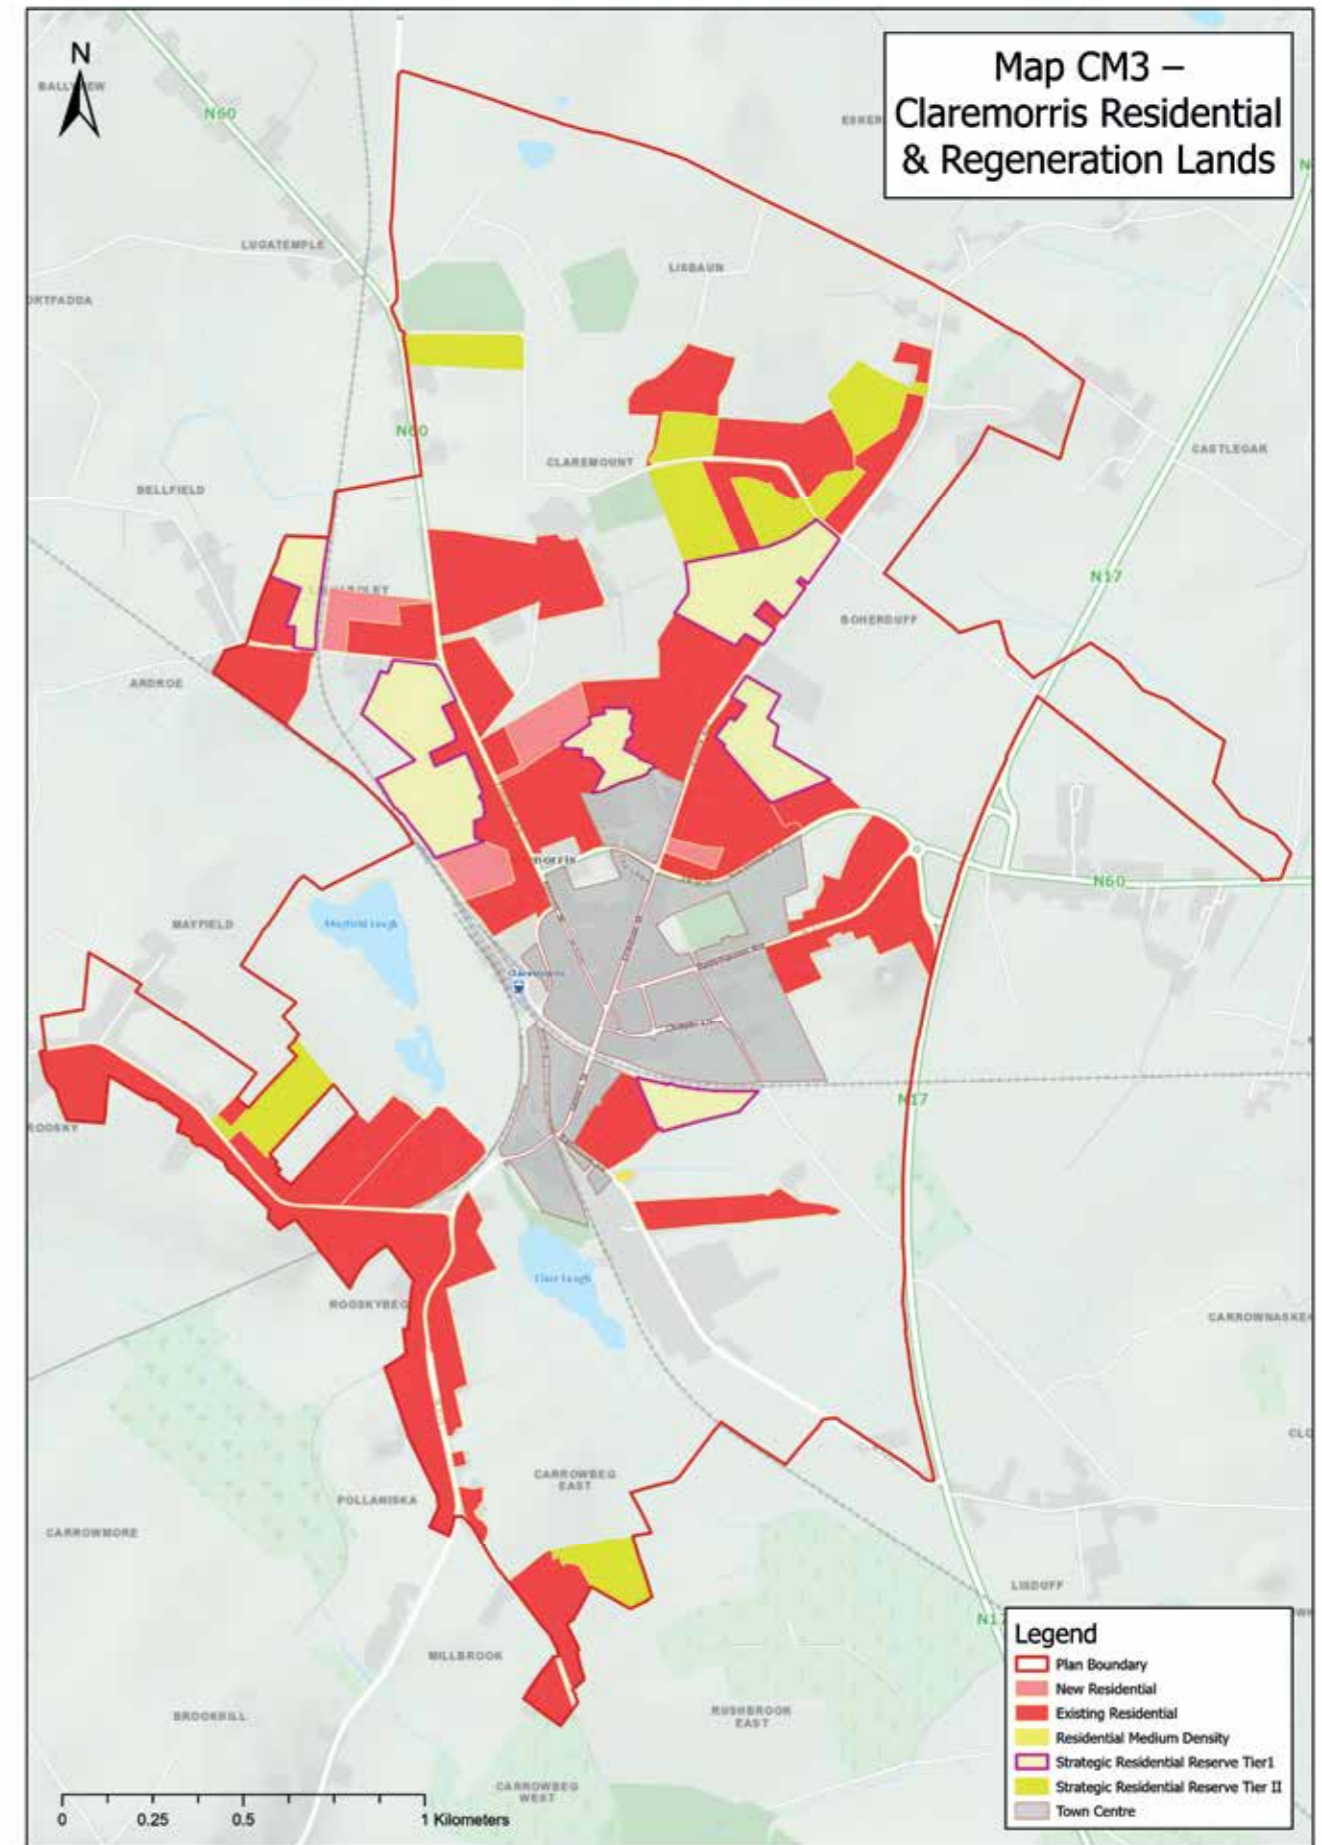 Map CM3 –
Claremorris Residential
& Regeneration Lands
N
N60
LUGATEMPLE
LISBAUN
N60
CLAREMOUNT
CASTLEGAR
BELLFIELD
N17
BOHERDUFF
ARDROE
morris
N60
MAYFIELD
Mayfield Lough
Claremorris
N17
Clare Lough
ROOSKYBEG
CARROWBEG
EAST
POLLANISKA
CARROWMORE
LISDUFF
N17
MILLBROOK
BROOKHILL
RUSHBROOK
EAST
CARROWBEG
WEST
Legend
Plan Boundary
New Residential
Existing Residential
Residential Medium Density
Strategic Residential Reserve Tier1
Strategic Residential Reserve Tier II
Town Centre
0 0.25 0.5 1 Kilometers